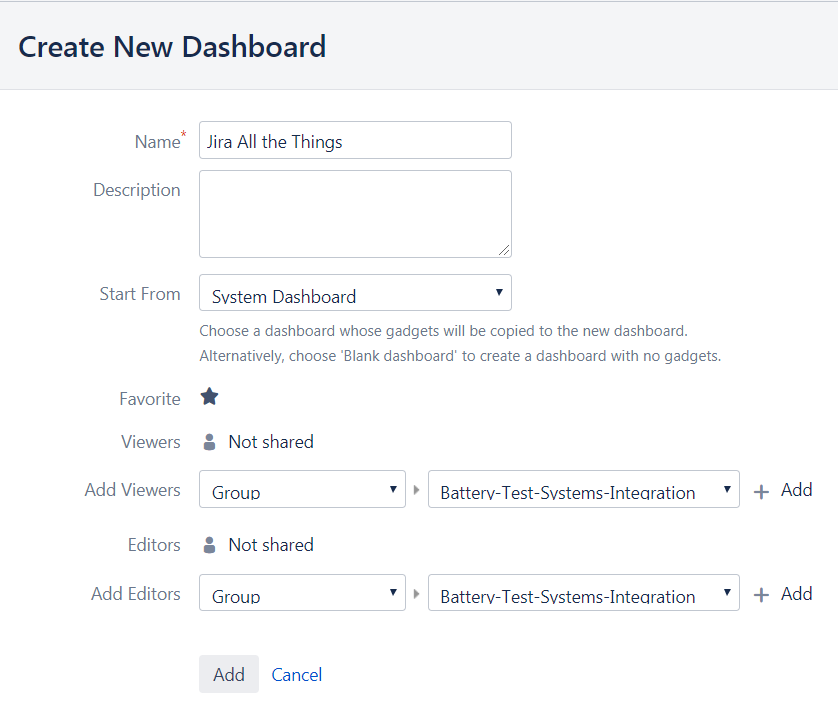 Create New Dashboard
Name* Jira All the Things
Description
Start From System Dashboard
Choose a dashboard whose gadgets will be copied to the new dashboard.
Alternatively, choose 'Blank dashboard' to create a dashboard with no gadgets.
Favorite
Viewers Not shared
Add Viewers Group Battery-Test-Systems-Integration + Add
Editors Not shared
Add Editors Group Battery-Test-Systems-Integration + Add
Add Cancel